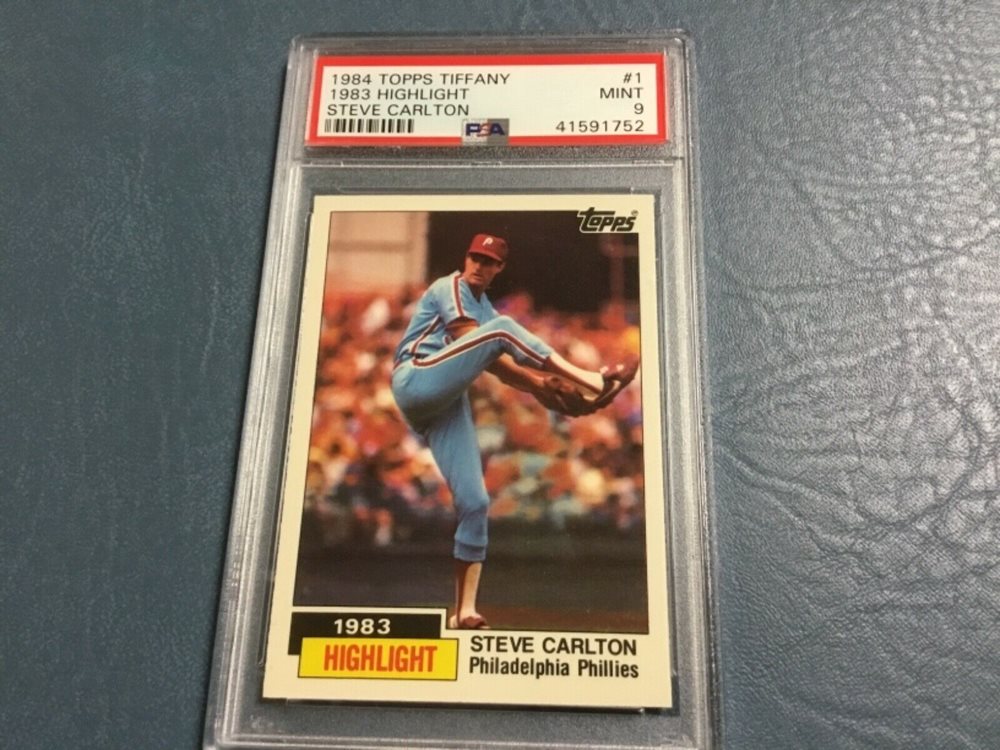 1984 TOPPS TIFFANY #1
1983 HIGHLIGHT MINT
STEVE CARLTON 9
PSA 41591752
topps
P
1983
HIGHLIGHT
STEVE CARLTON
Philadelphia Phillies